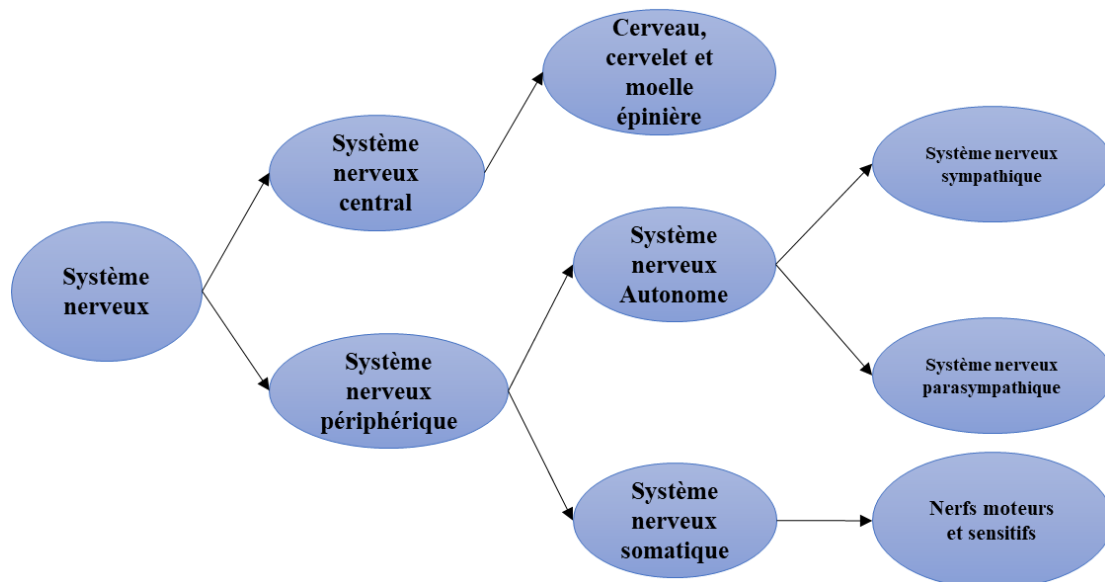 Cerveau,
cervelet et
moelle
épinière
Système
nerveux
central
Système nerveux
sympathique
Système
nerveux
Système
nerveux
Autonome
Système
nerveux
périphérique
Système nerveux
parasympathique
Système
nerveux
somatique
Nerfs moteurs
et sensitifs